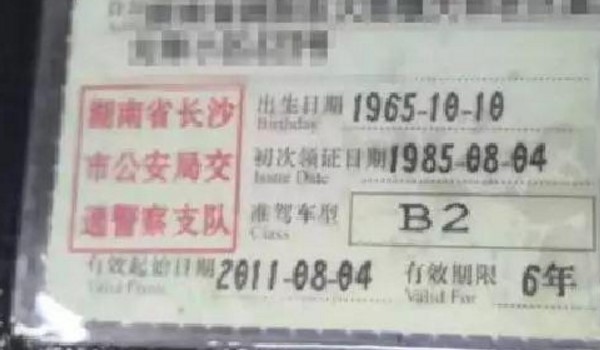 湖南省长沙
市公安局交
通警察支队
出生日期 1965-10-10
Birthday
初次领证日期 1985-08-04
Issue Date
准驾车型 B2
Class
有效起始日期 2011-08-04 有效期限 6年
Valid From Valid For